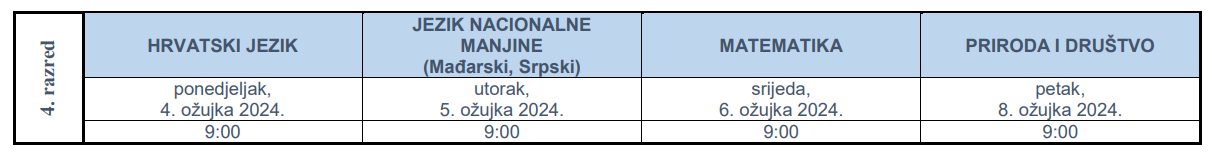 4. razred
HRVATSKI JEZIK
JEZIK NACIONALNE
MANJINE
(Mađarski, Srpski)
MATEMATIKA
PRIRODA I DRUŠTVO
ponedjeljak,
4. ožujka 2024.
utorak,
5. ožujka 2024.
srijeda,
6. ožujka 2024.
petak,
8. ožujka 2024.
9:00
9:00
9:00
9:00